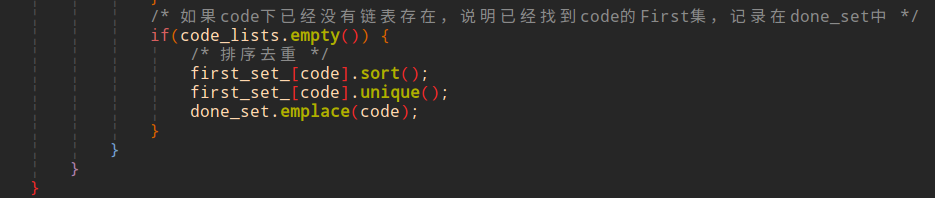 }
/* 如果code下已经没有链表存在，说明已经找到code的First集，记录在done_set中 */
if(code_lists.empty()) {
/* 排序去重 */
first_set_[code].sort();
first_set_[code].unique();
done_set.emplace(code);
}
}
}
}